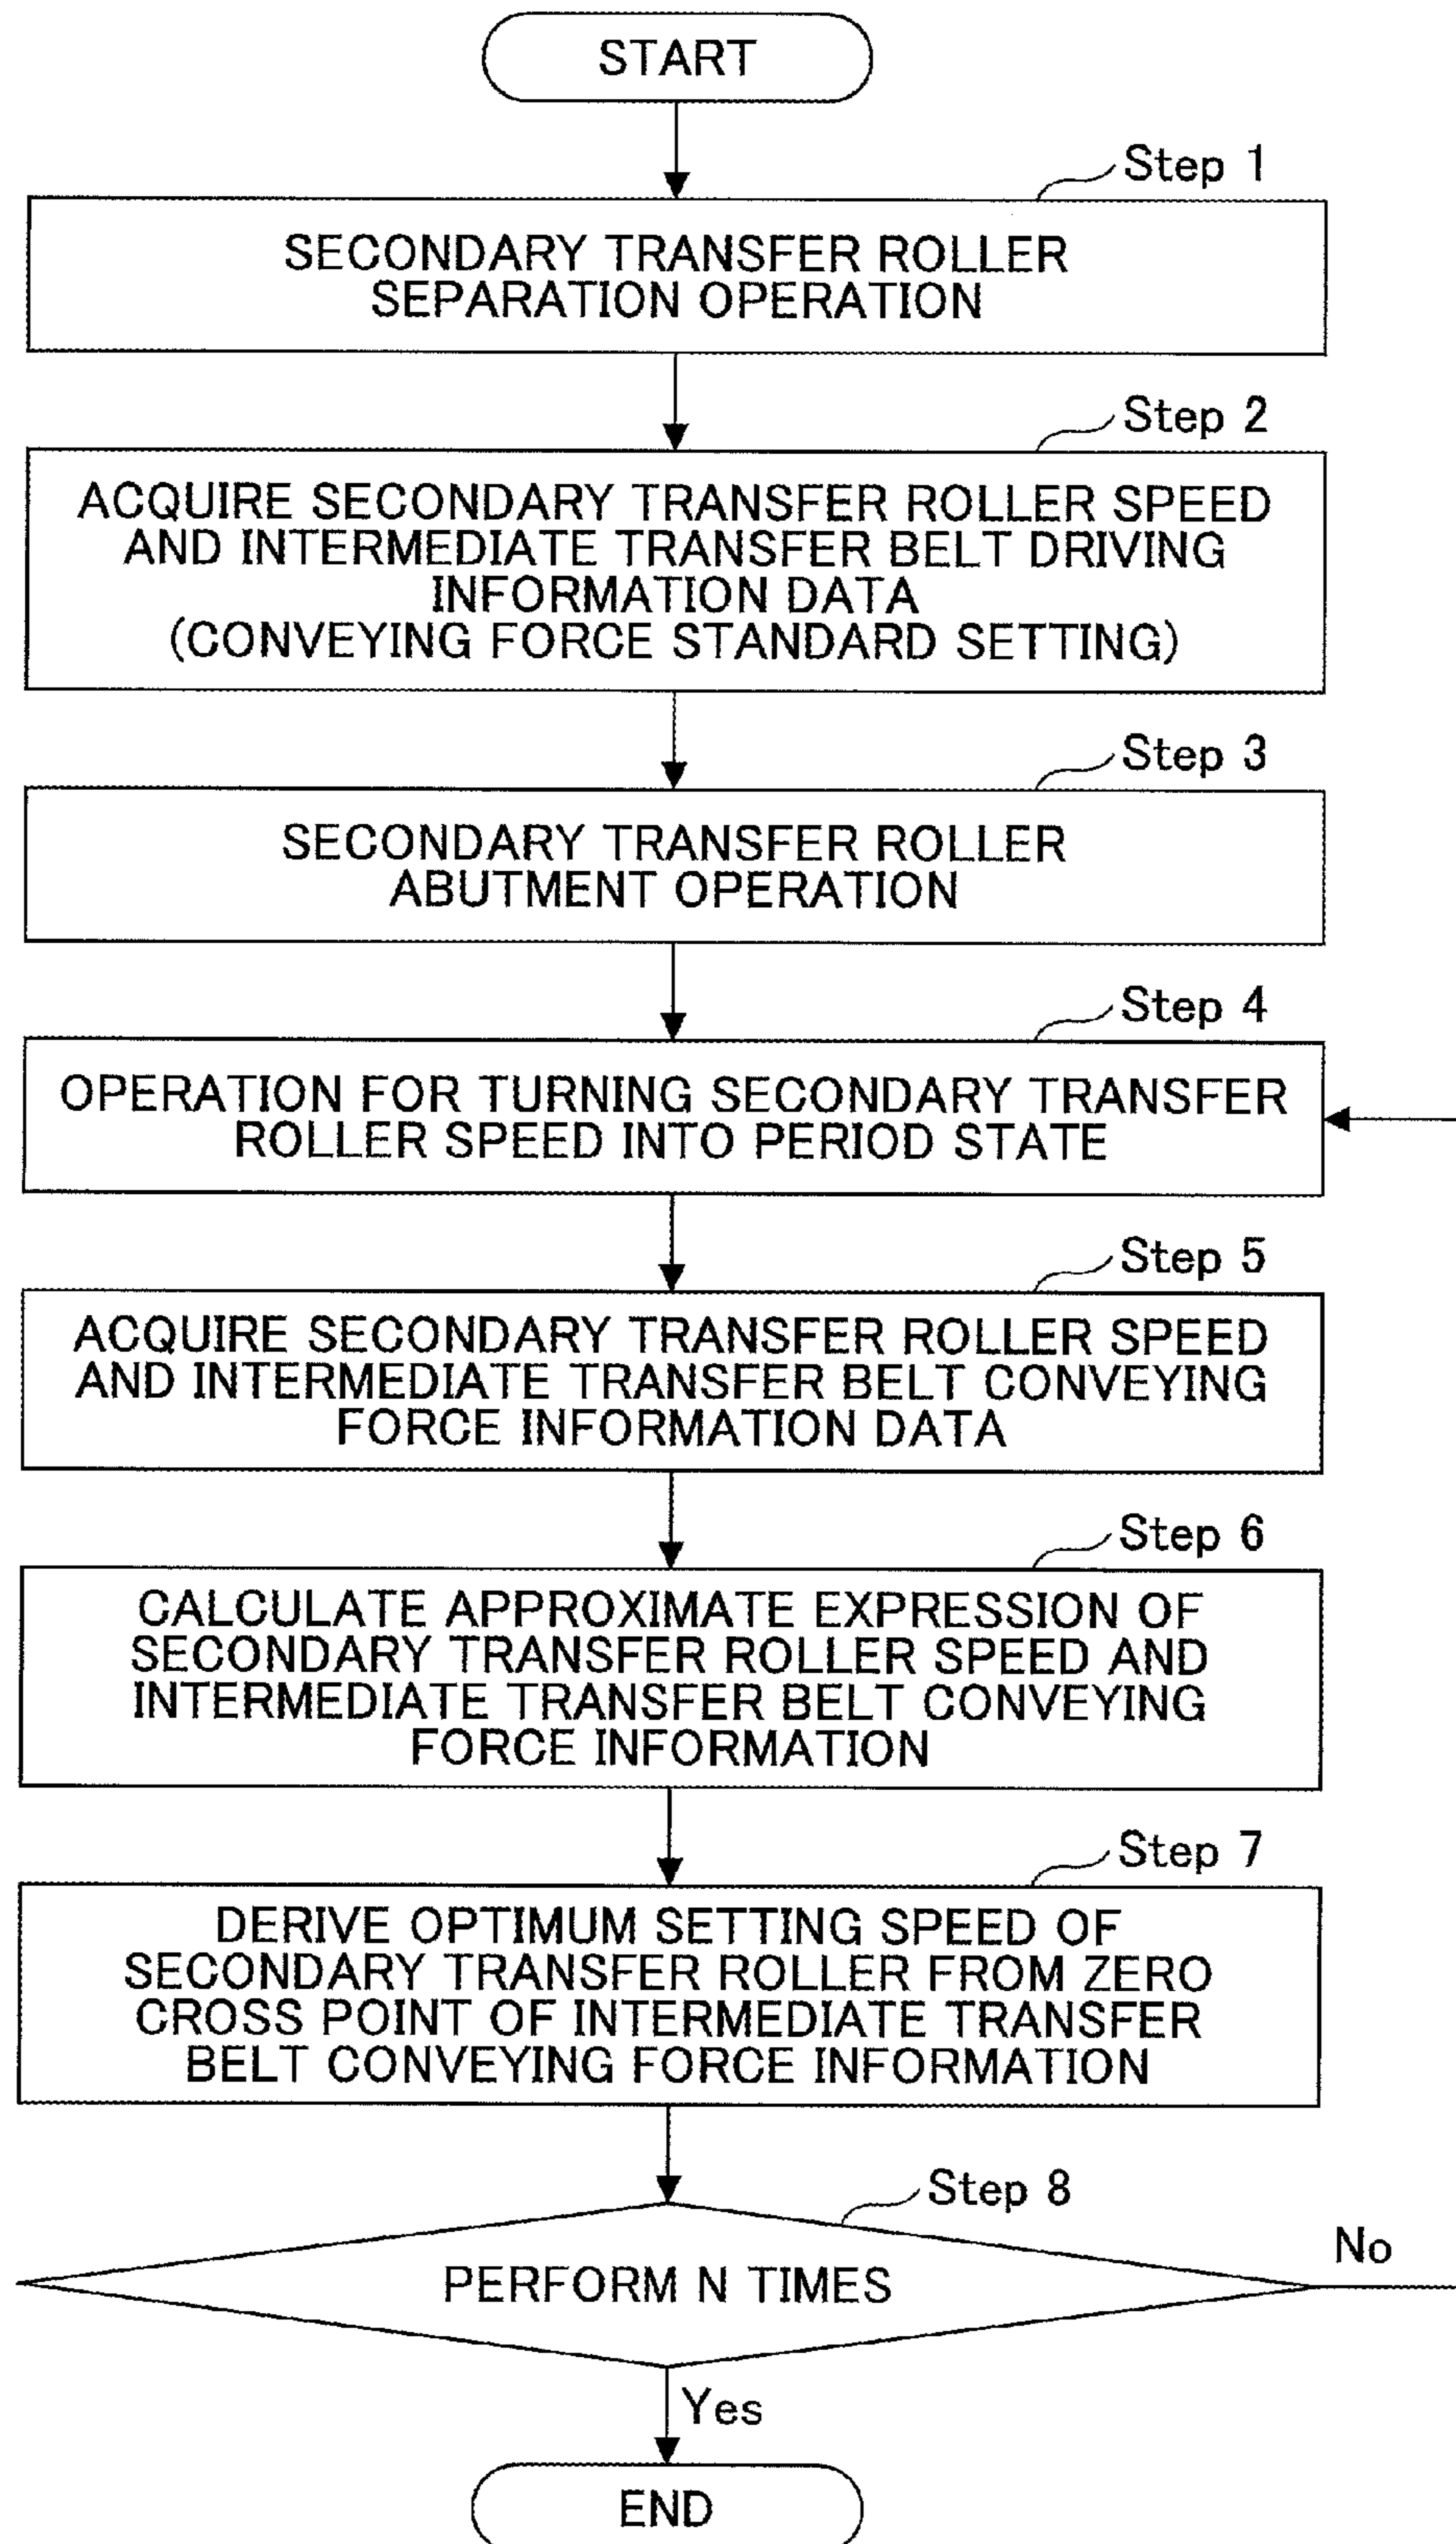 START
Step 1
SECONDARY TRANSFER ROLLER
SEPARATION OPERATION
Step 2
ACQUIRE SECONDARY TRANSFER ROLLER SPEED
AND INTERMEDIATE TRANSFER BELT DRIVING
INFORMATION DATA
(CONVEYING FORCE STANDARD SETTING)
Step 3
SECONDARY TRANSFER ROLLER
ABUTMENT OPERATION
Step 4
OPERATION FOR TURNING SECONDARY TRANSFER
ROLLER SPEED INTO PERIOD STATE
Step 5
ACQUIRE SECONDARY TRANSFER ROLLER SPEED
AND INTERMEDIATE TRANSFER BELT CONVEYING
FORCE INFORMATION DATA
Step 6
CALCULATE APPROXIMATE EXPRESSION OF
SECONDARY TRANSFER ROLLER SPEED AND
INTERMEDIATE TRANSFER BELT CONVEYING
FORCE INFORMATION
Step 7
DERIVE OPTIMUM SETTING SPEED OF
SECONDARY TRANSFER ROLLER FROM ZERO
CROSS POINT OF INTERMEDIATE TRANSFER
BELT CONVEYING FORCE INFORMATION
Step 8
PERFORM N TIMES
No
Yes
END